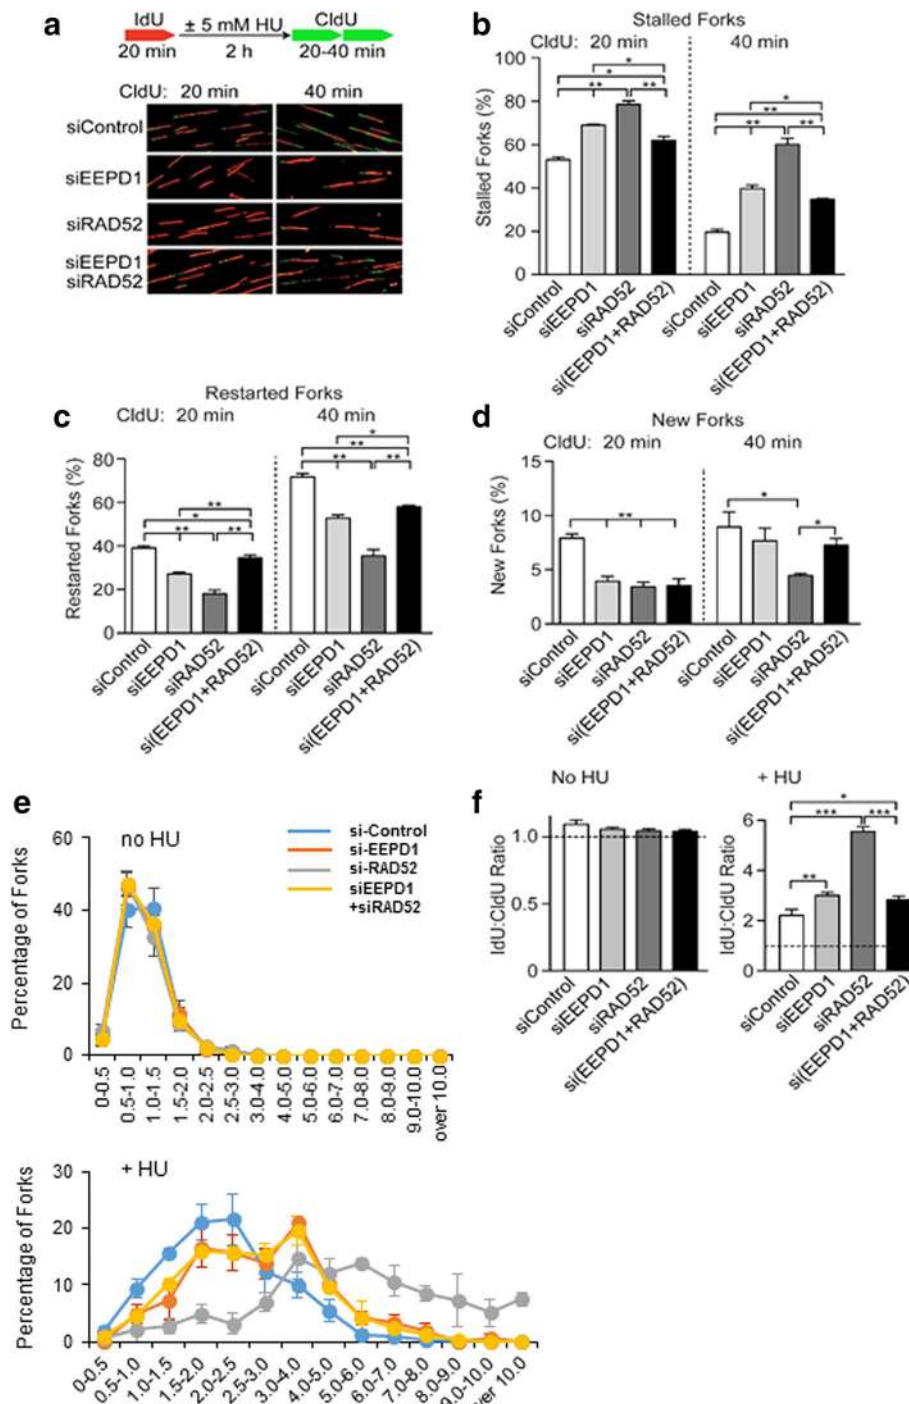 a
IdU ± 5 mM HU CldU
20 min 2 h 20-40 min
CldU: 20 min 40 min
siControl
siEEPD1
siRAD52
siEEPD1
siRAD52
b
Stalled Forks
CldU: 20 min 40 min
* * ** **
* ** ** **
Stalled Forks (%)
100
80
60
40
20
0
siControl
siEEPD1
siRAD52
si(EEPD1+RAD52)
siControl
siEEPD1
siRAD52
si(EEPD1+RAD52)
c
Restarted Forks
CldU: 20 min 40 min
** * ** **
* ** ** **
Restarted Forks (%)
80
60
40
20
0
siControl
siEEPD1
siRAD52
si(EEPD1+RAD52)
siControl
siEEPD1
siRAD52
si(EEPD1+RAD52)
d
New Forks
CldU: 20 min 40 min
**
* *
New Forks (%)
15
10
5
0
siControl
siEEPD1
siRAD52
si(EEPD1+RAD52)
siControl
siEEPD1
siRAD52
si(EEPD1+RAD52)
e
no HU
si-Control
si-EEPD1
si-RAD52
siEEPD1
+siRAD52
Percentage of Forks
60
40
20
0
0-0.5
0.5-1.0
1.0-1.5
1.5-2.0
2.0-2.5
2.5-3.0
3.0-4.0
4.0-5.0
5.0-6.0
6.0-7.0
7.0-8.0
8.0-9.0
9.0-10.0
over 10.0
+ HU
Percentage of Forks
30
20
10
0
0-0.5
0.5-1.0
1.0-1.5
1.5-2.0
2.0-2.5
2.5-3.0
3.0-4.0
4.0-5.0
5.0-6.0
6.0-7.0
7.0-8.0
8.0-9.0
9.0-10.0
over 10.0
f
No HU
IdU:CldU Ratio
1.0
0.5
0
siControl
siEEPD1
siRAD52
si(EEPD1+RAD52)
+ HU
*
*** ***
**
IdU:CldU Ratio
6
4
2
0
siControl
siEEPD1
siRAD52
si(EEPD1+RAD52)